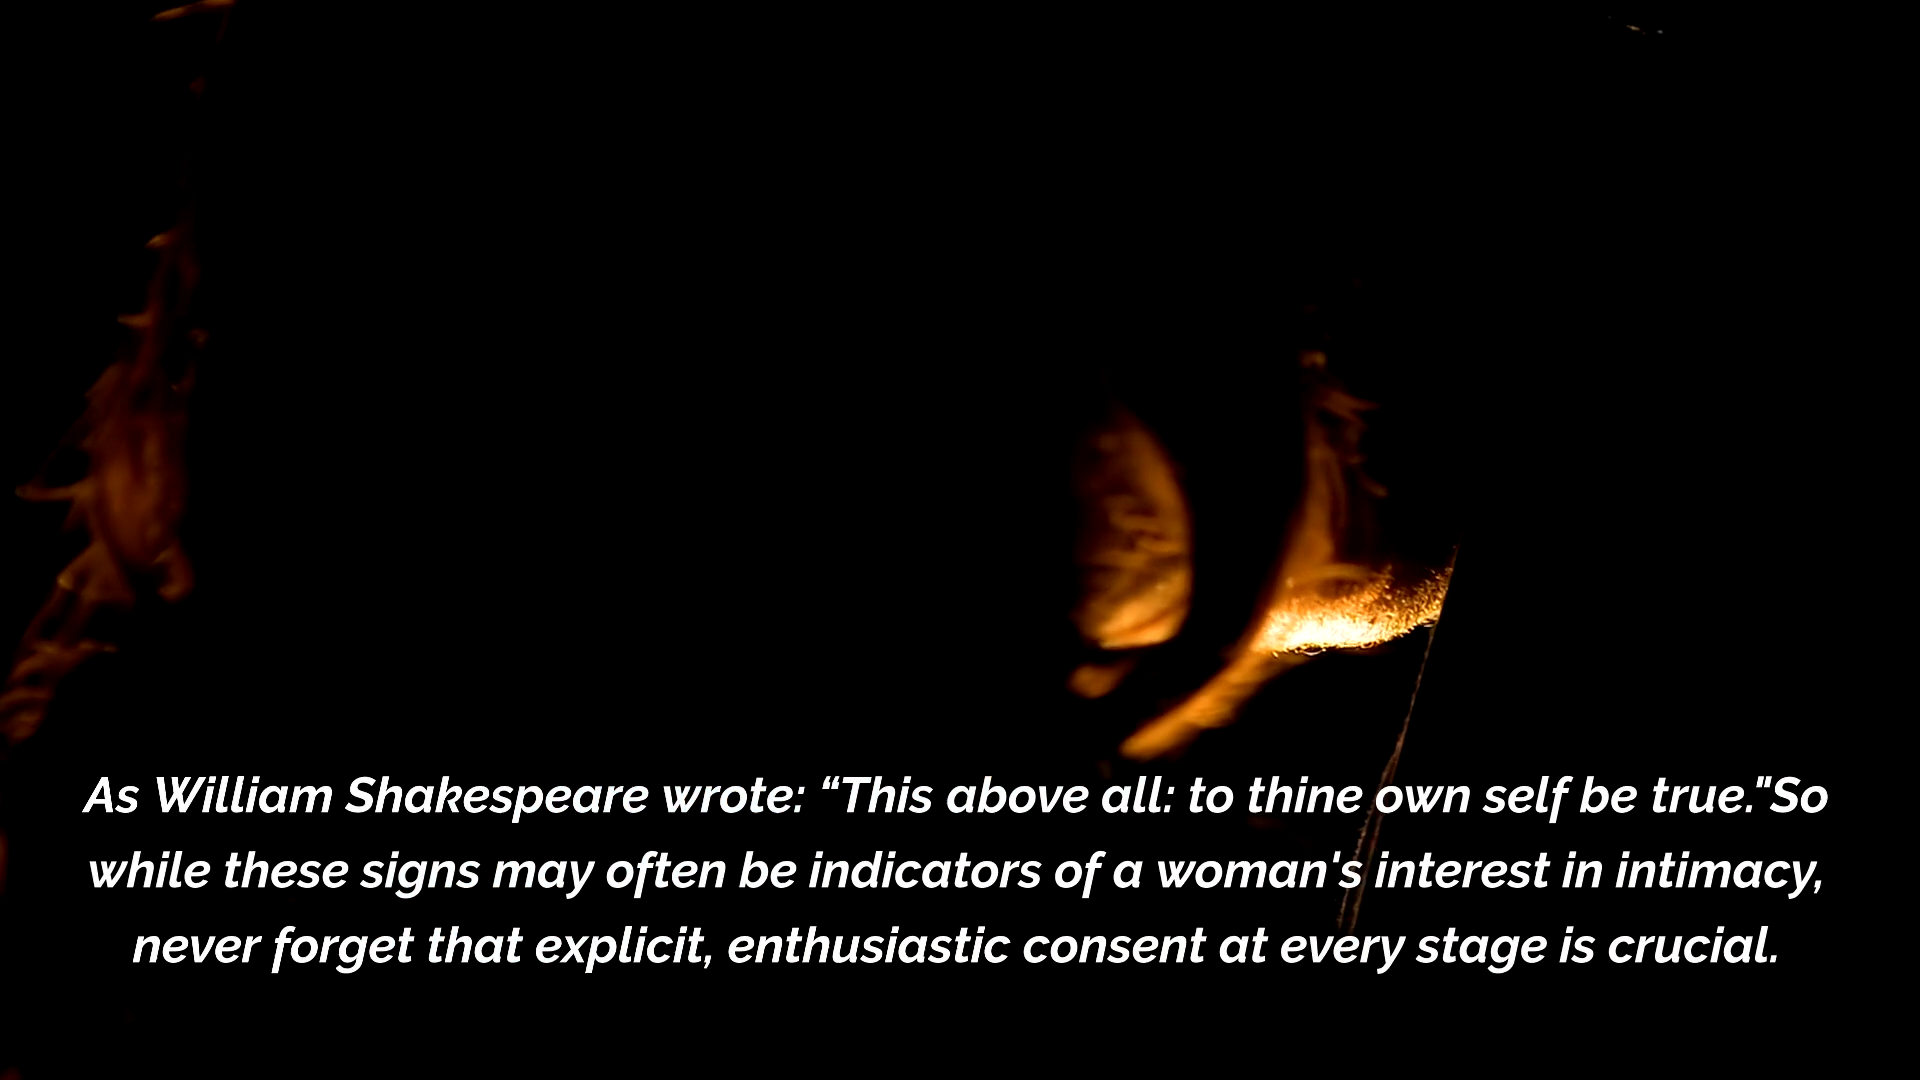 As William Shakespeare wrote: “This above all: to thine own self be true."So
while these signs may often be indicators of a woman's interest in intimacy,
never forget that explicit, enthusiastic consent at every stage is crucial.